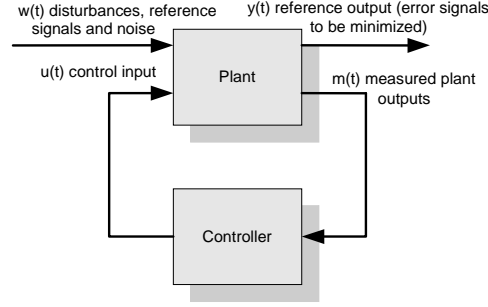 w(t) disturbances, reference
signals and noise
y(t) reference output (error signals
to be minimized)
u(t) control input
Plant
m(t) measured plant
outputs
Controller